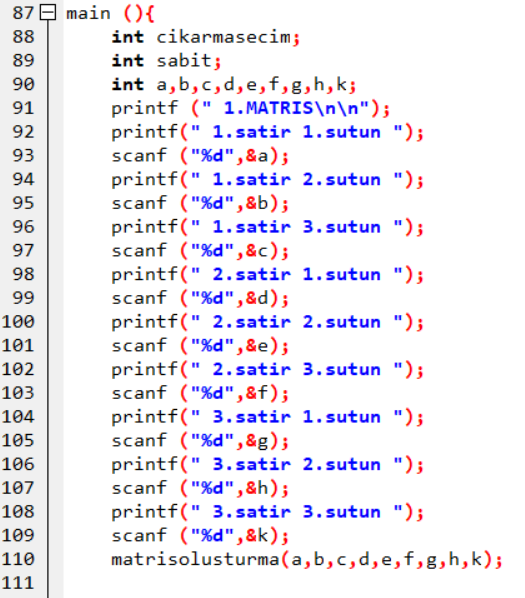 87 main (){
88 int cikarmasecim;
89 int sabit;
90 int a,b,c,d,e,f,g,h,k;
91 printf (" 1.MATRIS\n\n");
92 printf(" 1.satir 1.sutun ");
93 scanf ("%d",&a);
94 printf(" 1.satir 2.sutun ");
95 scanf ("%d",&b);
96 printf(" 1.satir 3.sutun ");
97 scanf ("%d",&c);
98 printf(" 2.satir 1.sutun ");
99 scanf ("%d",&d);
100 printf(" 2.satir 2.sutun ");
101 scanf ("%d",&e);
102 printf(" 2.satir 3.sutun ");
103 scanf ("%d",&f);
104 printf(" 3.satir 1.sutun ");
105 scanf ("%d",&g);
106 printf(" 3.satir 2.sutun ");
107 scanf ("%d",&h);
108 printf(" 3.satir 3.sutun ");
109 scanf ("%d",&k);
110 matrisolusturma(a,b,c,d,e,f,g,h,k);
111